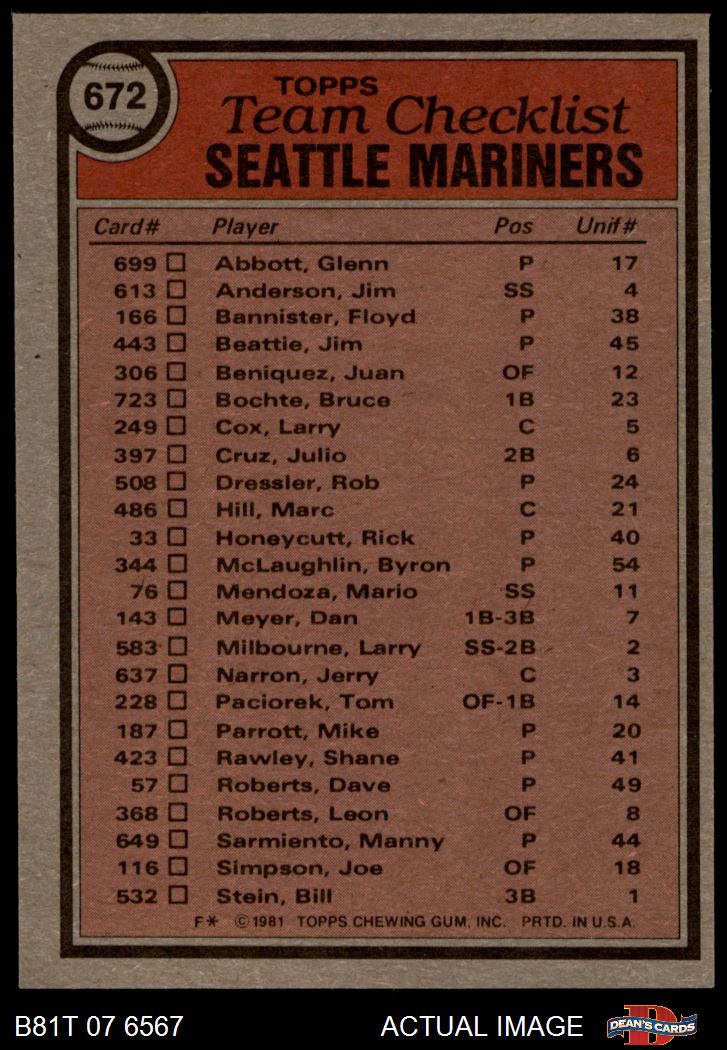 672
TOPPS
Team Checklist
SEATTLE MARINERS
Card# Player Pos Unif#
699 Abbott, Glenn P 17
613 Anderson, Jim SS 4
166 Bannister, Floyd P 38
443 Beattie, Jim P 45
306 Beniquez, Juan OF 12
723 Bochte, Bruce 1B 23
249 Cox, Larry C 5
397 Cruz, Julio 2B 6
508 Dressler, Rob P 24
486 Hill, Marc C 21
33 Honeycutt, Rick P 40
344 McLaughlin, Byron P 54
76 Mendoza, Mario SS 11
143 Meyer, Dan 1B-3B 7
583 Milbourne, Larry SS-2B 2
637 Narron, Jerry C 3
228 Paciorek, Tom OF-1B 14
187 Parrott, Mike P 20
423 Rawley, Shane P 41
57 Roberts, Dave P 49
368 Roberts, Leon OF 8
649 Sarmiento, Manny P 44
116 Simpson, Joe OF 18
532 Stein, Bill 3B 1
F* ©1981 TOPPS CHEWING GUM, INC. PRTD. IN U.S.A.
B81T 07 6567 ACTUAL IMAGE DEAN'S CARDS